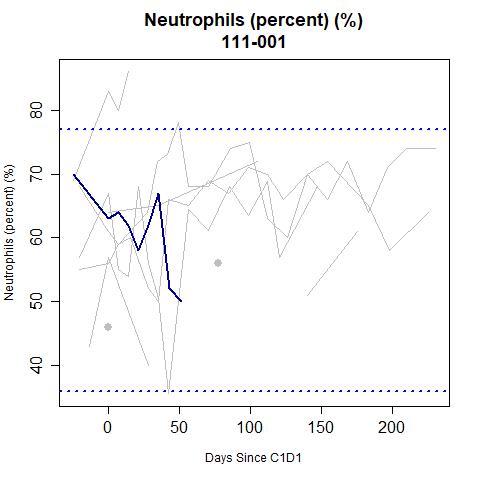 Neutrophils (percent) (%)
111-001
Neutrophils (percent) (%)
80
70
60
50
40
0 50 100 150 200
Days Since C1D1